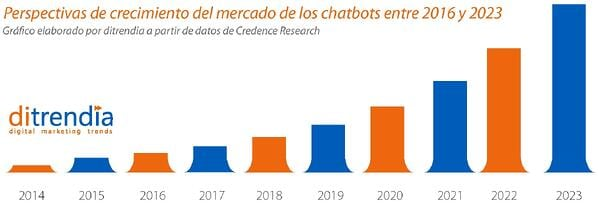 Perspectivas de crecimiento del mercado de los chatbots entre 2016 y 2023
Gráfico elaborado por ditrendia a partir de datos de Credence Research
ditrendia
digital marketing trends
2014 2015 2016 2017 2018 2019 2020 2021 2022 2023